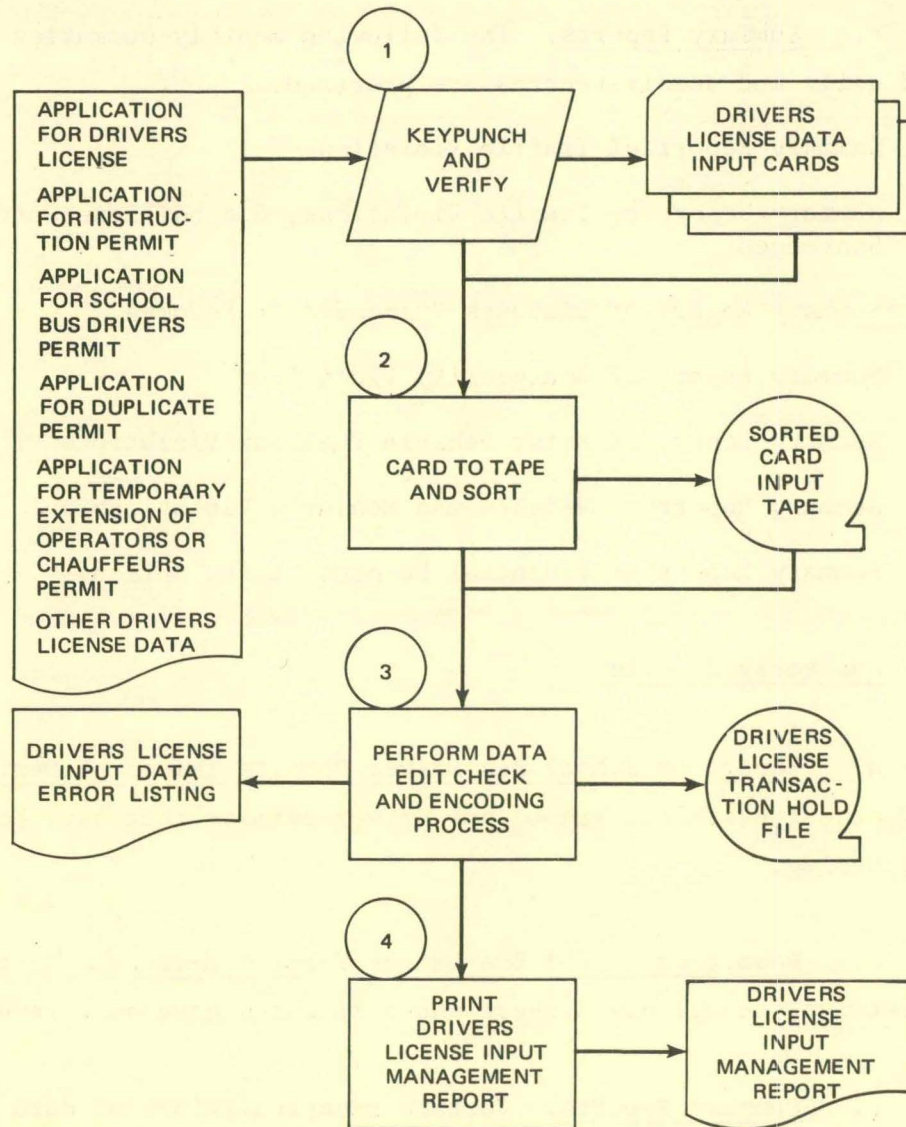 1
APPLICATION
FOR DRIVERS
LICENSE
APPLICATION
FOR INSTRUC-
TION PERMIT
APPLICATION
FOR SCHOOL
BUS DRIVERS
PERMIT
APPLICATION
FOR DUPLICATE
PERMIT
APPLICATION
FOR TEMPORARY
EXTENSION OF
OPERATORS OR
CHAUFFEURS
PERMIT
OTHER DRIVERS
LICENSE DATA
KEYPUNCH
AND
VERIFY
DRIVERS
LICENSE DATA
INPUT CARDS
2
CARD TO TAPE
AND SORT
SORTED
CARD
INPUT
TAPE
3
DRIVERS LICENSE
INPUT DATA
ERROR LISTING
PERFORM DATA
EDIT CHECK
AND ENCODING
PROCESS
DRIVERS
LICENSE
TRANSAC-
TION HOLD
FILE
4
PRINT
DRIVERS
LICENSE INPUT
MANAGEMENT
REPORT
DRIVERS
LICENSE
INPUT
MANAGEMENT
REPORT